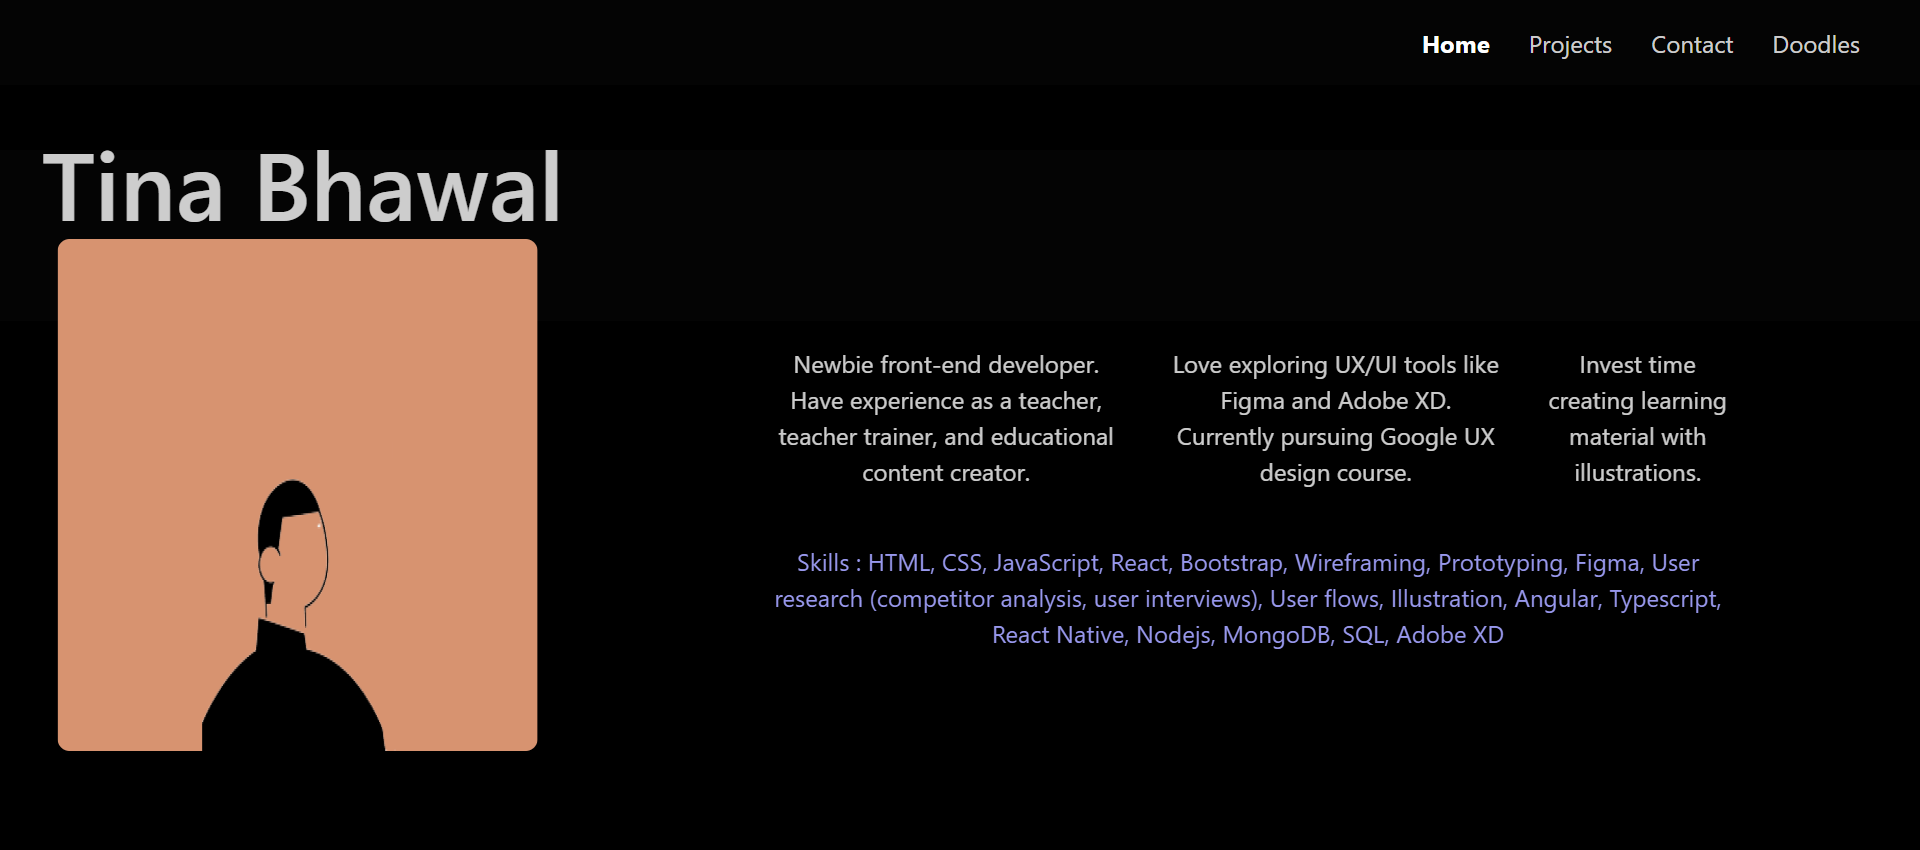 Home Projects Contact Doodles
Tina Bhawal
Newbie front-end developer.
Have experience as a teacher,
teacher trainer, and educational
content creator.
Love exploring UX/UI tools like
Figma and Adobe XD.
Currently pursuing Google UX
design course.
Invest time
creating learning
material with
illustrations.
Skills : HTML, CSS, JavaScript, React, Bootstrap, Wireframing, Prototyping, Figma, User
research (competitor analysis, user interviews), User flows, Illustration, Angular, Typescript,
React Native, Nodejs, MongoDB, SQL, Adobe XD